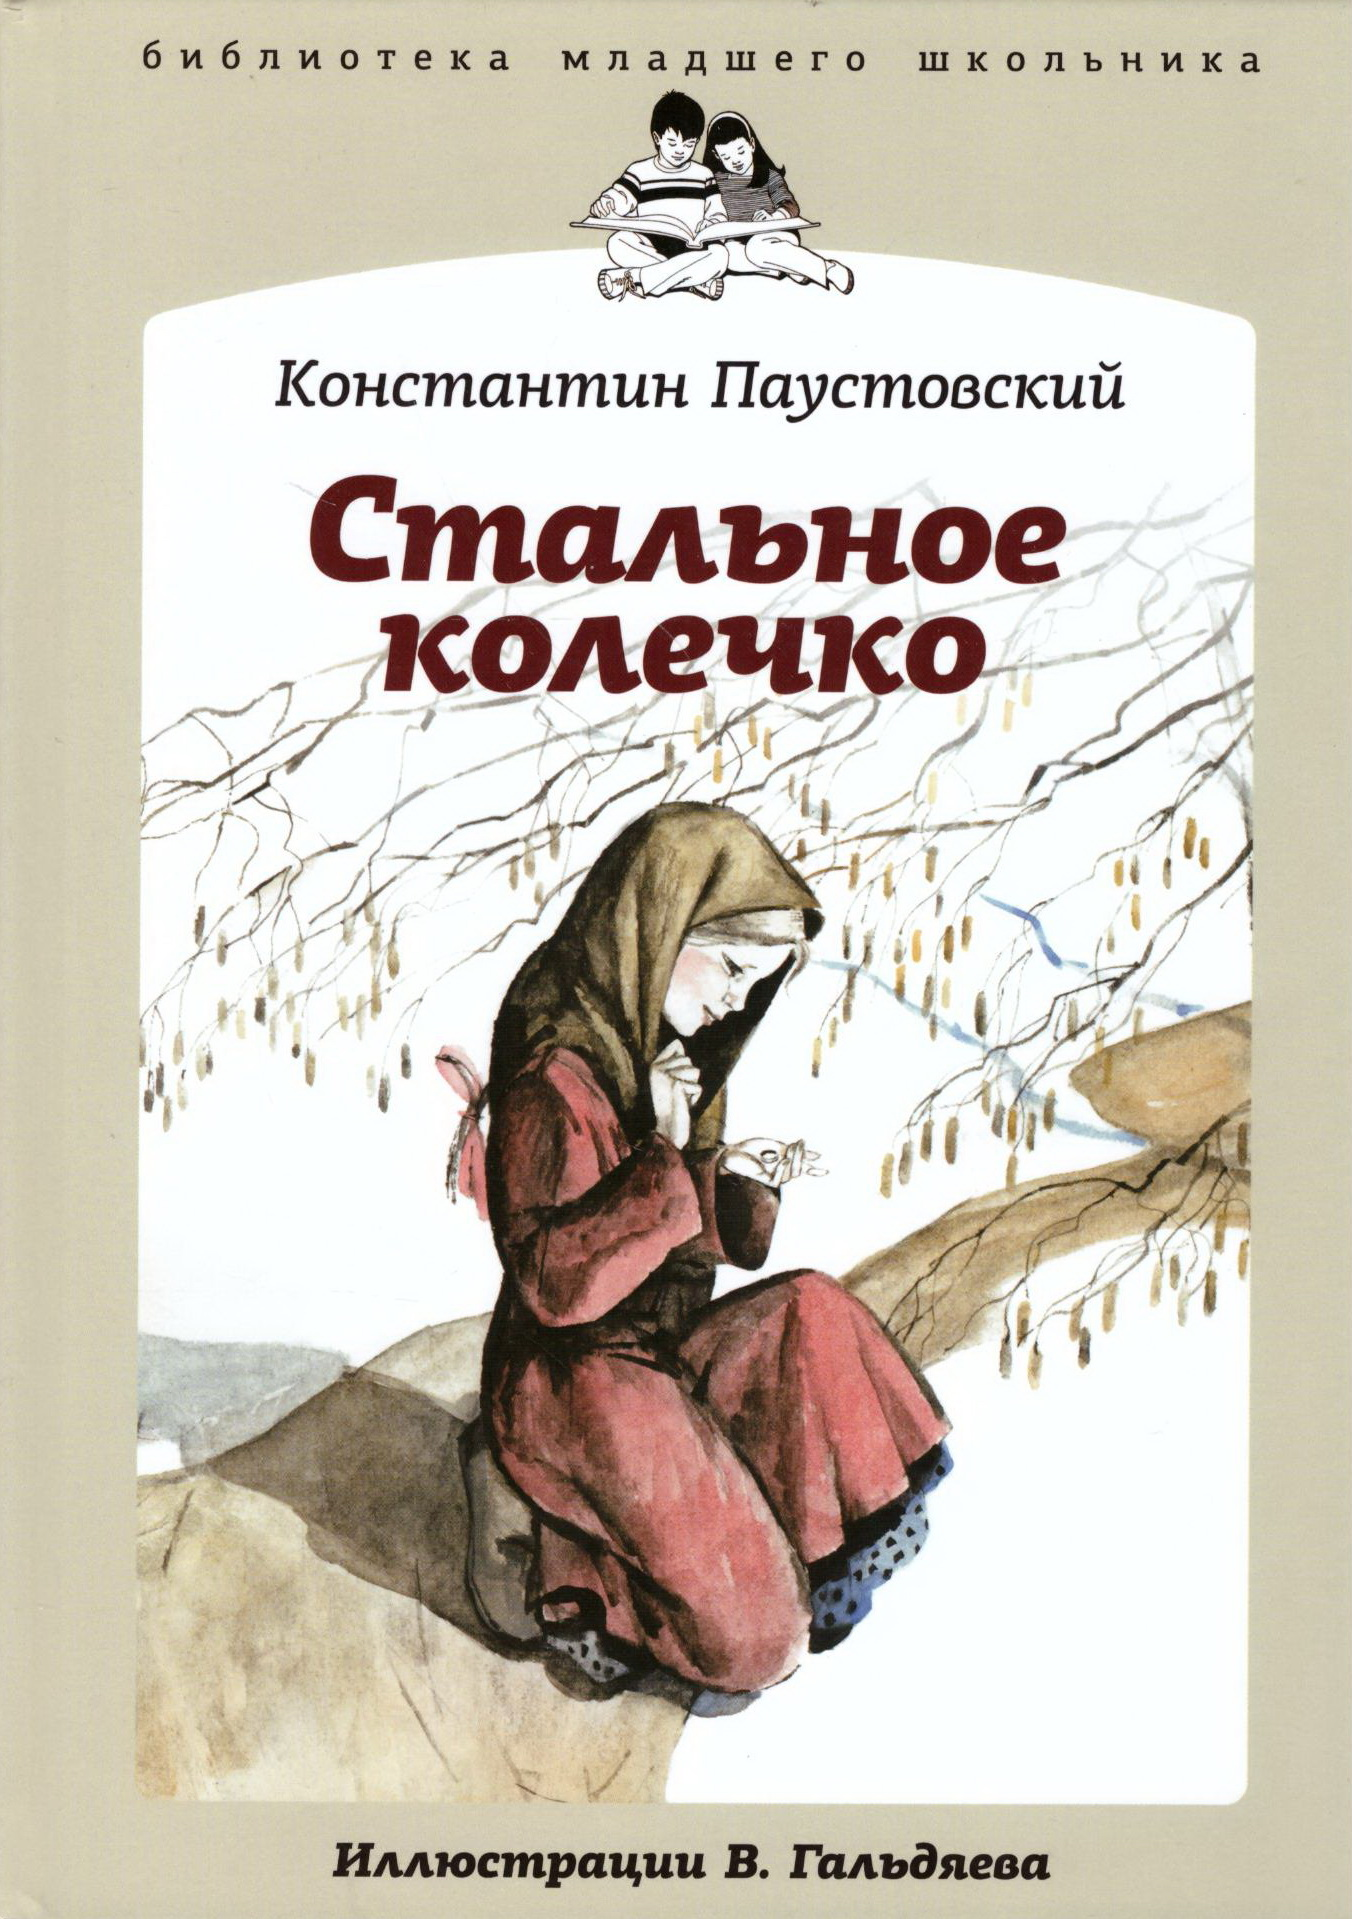 библиотека младшего школьника
Константин Паустовский
Стальное
колечко
Иллюстрации В. Гальдяева